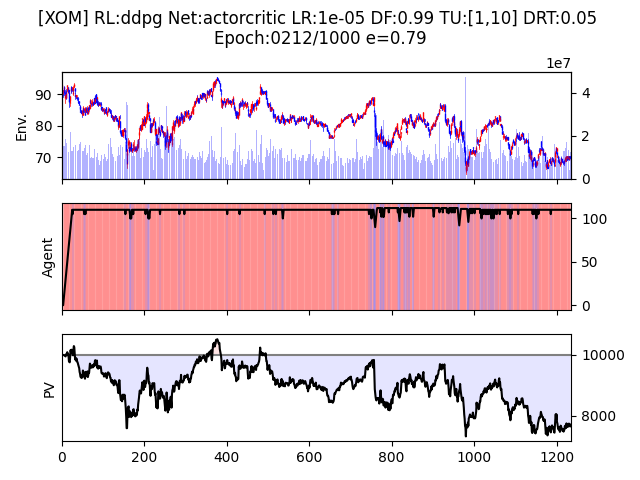 [XOM] RL:ddpg Net:actorcritic LR:1e-05 DF:0.99 TU:[1,10] DRT:0.05
Epoch:0212/1000 e=0.79
1e7
Env.
90
80
70
4
2
0
Agent
100
50
0
PV
10000
8000
0 200 400 600 800 1000 1200